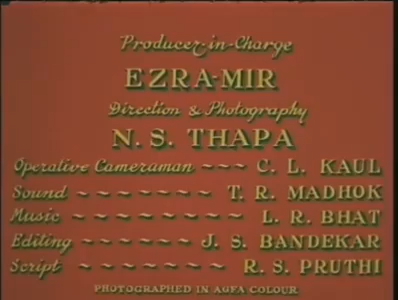 Producer-in-Charge
EZRA-MIR
Direction & Photography
N. S. THAPA
Operative Cameraman ~~~ C. L. KAUL
Sound ~~~~~~~ T. R. MADHOK
Music ~~~~~~~~ L. R. BHAT
Editing ~~~~~~ J. S. BANDEKAR
Script ~~~~~~~ R. S. PRUTHI
PHOTOGRAPHED IN AGFA COLOUR